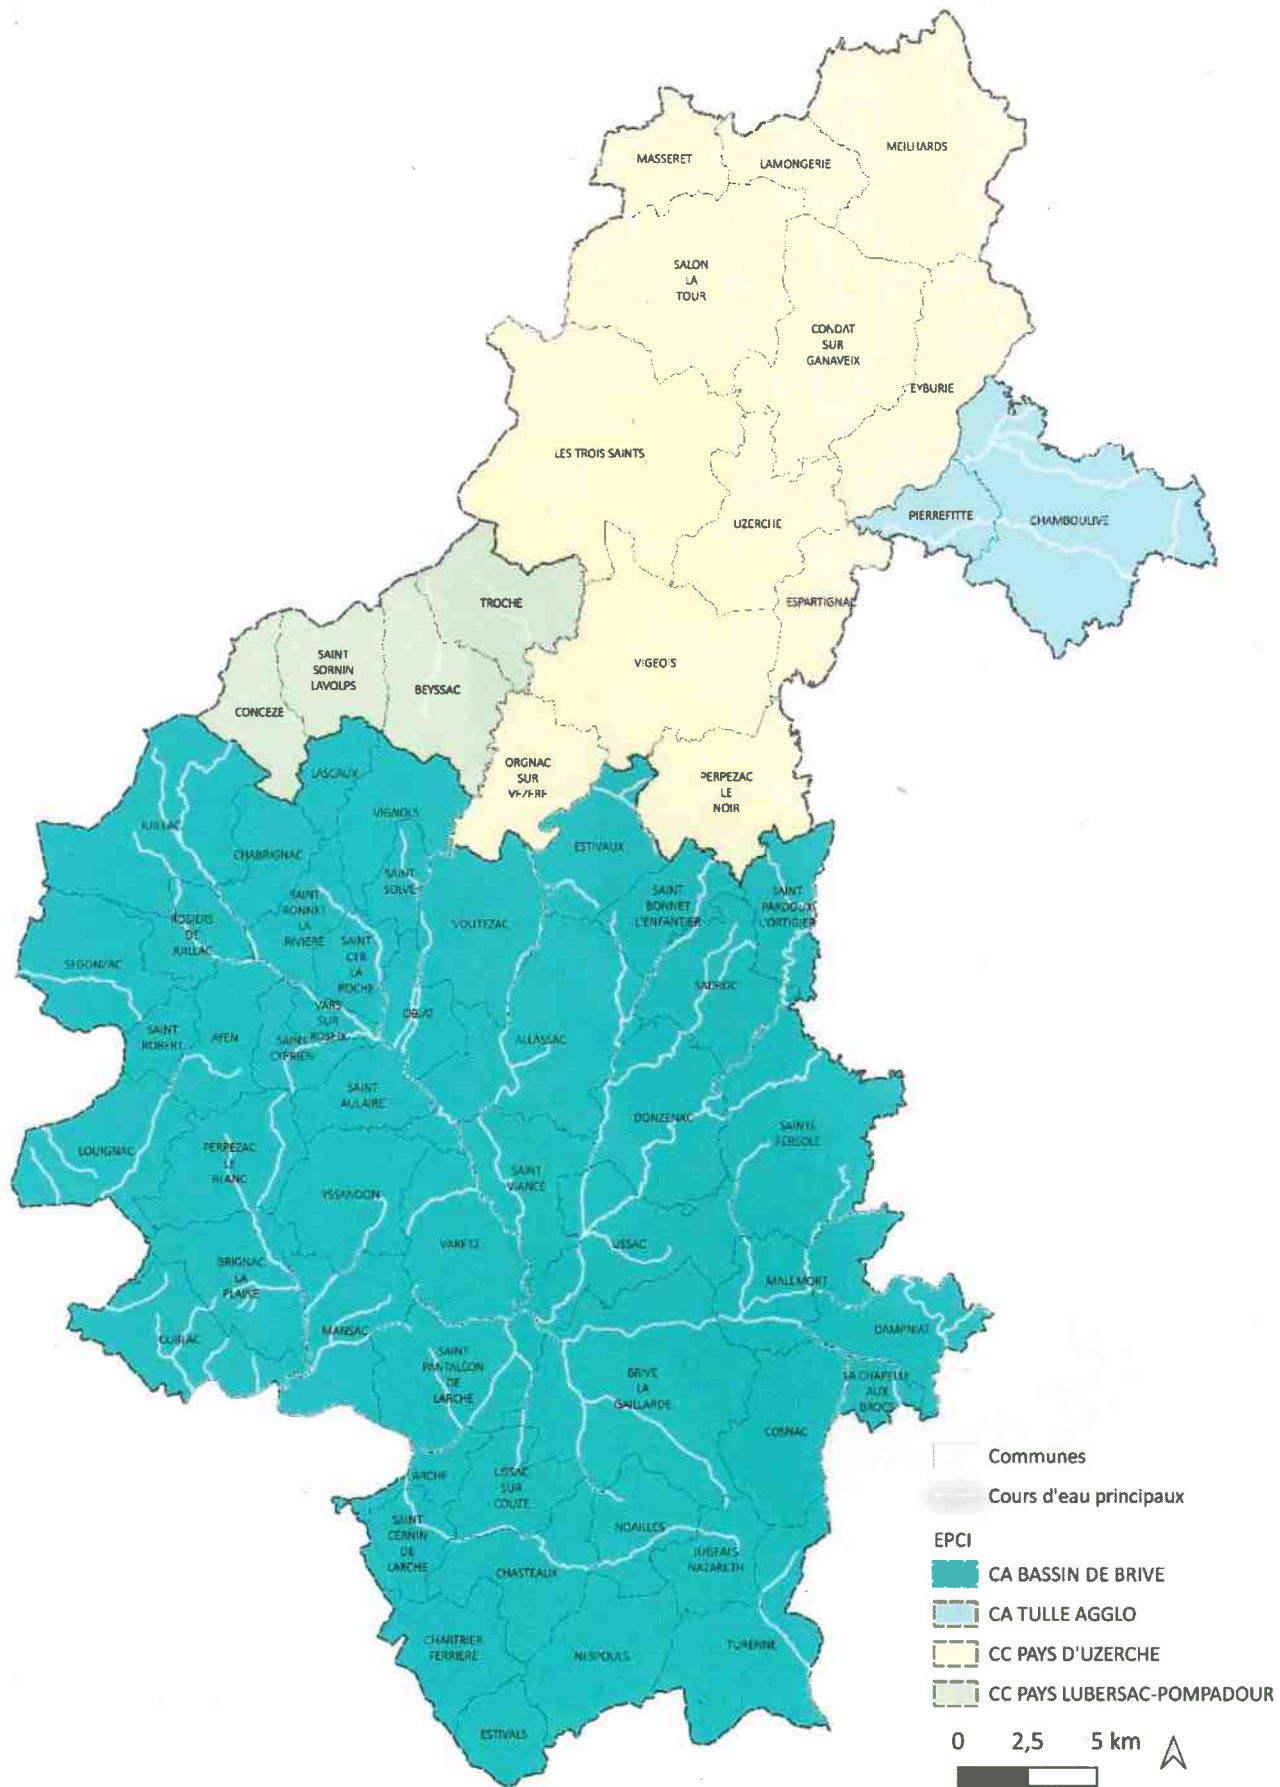 MASSERET
LAMONGERIE
MEILHARDS
SALON
LA
TOUR
CONDAT
SUR
GANAVEIX
EYBURIE
LES TROIS SAINTS
UZERCHE
PIERREFITTE
CHAMBOULIVE
ESPARTIGNAC
TROCHE
VIGEOIS
SAINT
SORNIN
LAVOLPS
BEYSSAC
CONCEZE
ORGNAC
SUR
VEZERE
PERPEZAC
LE
NOIR
LASCAUX
VIGNOLS
JUILLAC
CHABRIGNAC
ESTIVAUX
SAINT
SOLVE
SAINT
BONNET
LA
RIVIERE
VOUTEZAC
SAINT
BONNET
L'ENFANTIER
SAINT
PARDOUX
L'ORTIGIER
ROSIERS
DE
JUILLAC
SAINT
CYR
LA
ROCHE
SEGONZAC
SADROC
VARS
SUR
ROSEIX
OBJAT
SAINT
ROBERT
AYEN
SAINT
CYPRIEN
ALLASSAC
SAINT
AULAIRE
DONZENAC
SAINTE
FEREOLE
LOUIGNAC
PERPEZAC
LE
BLANC
SAINT
VIANCE
YSSANDON
VARETZ
USSAC
BRIGNAC
LA
PLAINE
MALEMORT
MANSAC
CUBLAC
DAMPNIAT
SAINT
PANTALEON
DE
LARCHE
BRIVE
LA
GAILLARDE
LA CHAPELLE
AUX
BROCS
COSNAC
LARCHE
LISSAC
SUR
COUZE
SAINT
CERNIN
DE
LARCHE
NOAILLES
JUGEALS
NAZARETH
CHASTEAUX
CHARTRIER
FERRIERE
NESPOULS
TURENNE
ESTIVALS
Communes
Cours d'eau principaux
EPCI
CA BASSIN DE BRIVE
CA TULLE AGGLO
CC PAYS D'UZERCHE
CC PAYS LUBERSAC-POMPADOUR
0 2,5 5 km